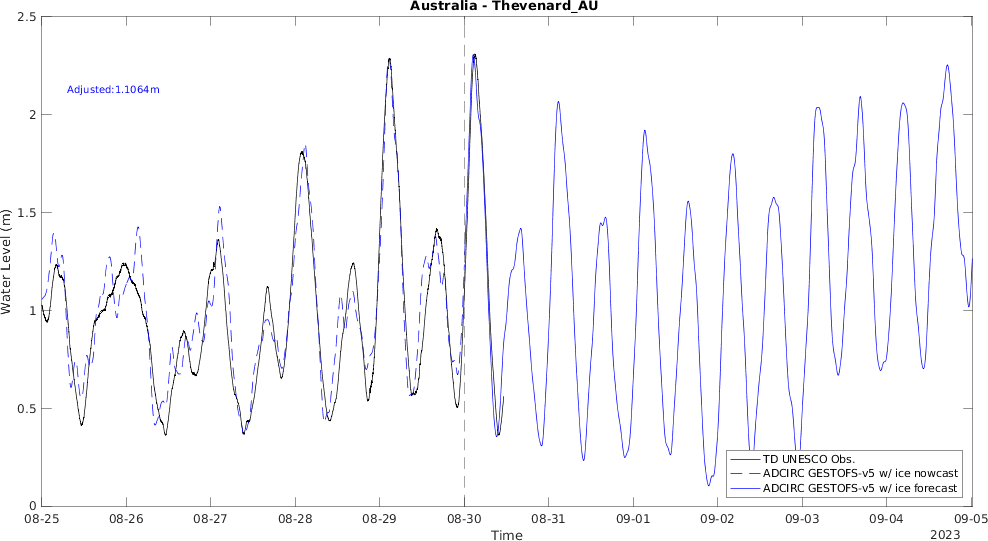 Australia - Thevenard_AU
2.5
2
1.5
1
0.5
0
Water Level (m)
Adjusted:1.1064m
TD UNESCO Obs.
ADCIRC GESTOFS-v5 w/ ice nowcast
ADCIRC GESTOFS-v5 w/ ice forecast
08-25 08-26 08-27 08-28 08-29 08-30 08-31 09-01 09-02 09-03 09-04 09-05
Time
2023